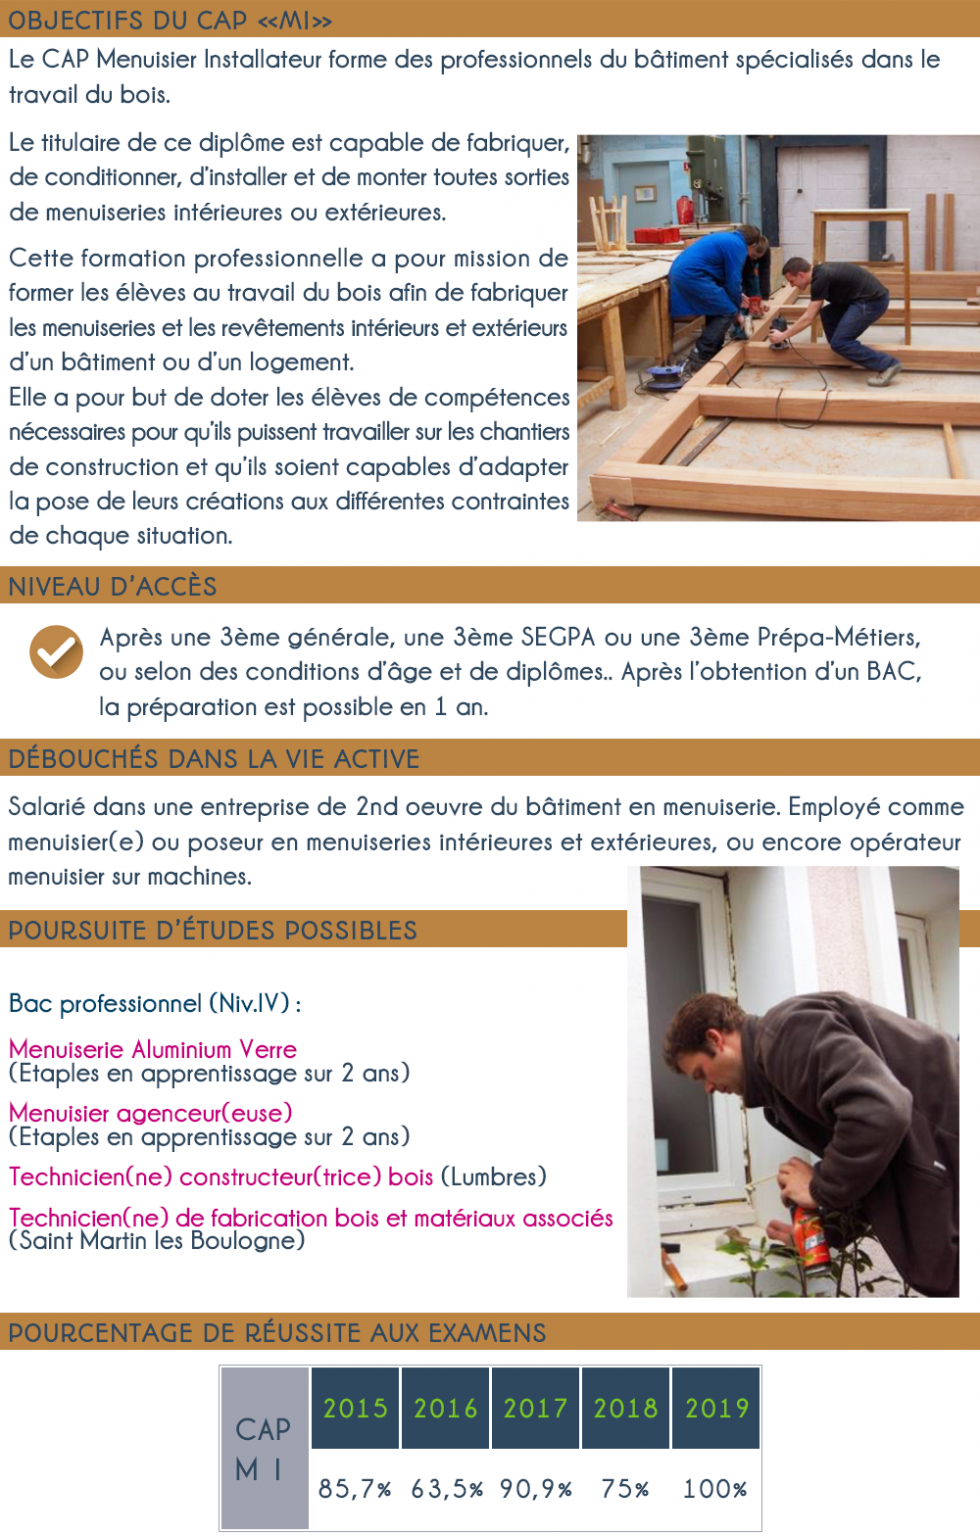 OBJECTIFS DU CAP «MI»
Le CAP Menuisier Installateur forme des professionnels du bâtiment spécialisés dans le
travail du bois.
Le titulaire de ce diplôme est capable de fabriquer,
de conditionner, d'installer et de monter toutes sorties
de menuiseries intérieures ou extérieures.
Cette formation professionnelle a pour mission de
former les élèves au travail du bois afin de fabriquer
les menuiseries et les revêtements intérieurs et extérieurs
d'un bâtiment ou d'un logement.
Elle a pour but de doter les élèves de compétences
nécessaires pour qu'ils puissent travailler sur les chantiers
de construction et qu'ils soient capables d'adapter
la pose de leurs créations aux différentes contraintes
de chaque situation.
NIVEAU D'ACCÈS
Après une 3ème générale, une 3ème SEGPA ou une 3ème Prépa-Métiers,
ou selon des conditions d'âge et de diplômes.. Après l'obtention d'un BAC,
la préparation est possible en 1 an.
DÉBOUCHÉS DANS LA VIE ACTIVE
Salarié dans une entreprise de 2nd oeuvre du bâtiment en menuiserie. Employé comme
menuisier(e) ou poseur en menuiseries intérieures et extérieures, ou encore opérateur
menuisier sur machines.
POURSUITE D'ÉTUDES POSSIBLES
Bac professionnel (Niv.IV) :
Menuiserie Aluminium Verre
(Etaples en apprentissage sur 2 ans)
Menuisier agenceur(euse)
(Etaples en apprentissage sur 2 ans)
Technicien(ne) constructeur(trice) bois (Lumbres)
Technicien(ne) de fabrication bois et matériaux associés
(Saint Martin les Boulogne)
POURCENTAGE DE RÉUSSITE AUX EXAMENS
CAP M I
2015 2016 2017 2018 2019
85,7% 63,5% 90,9% 75% 100%